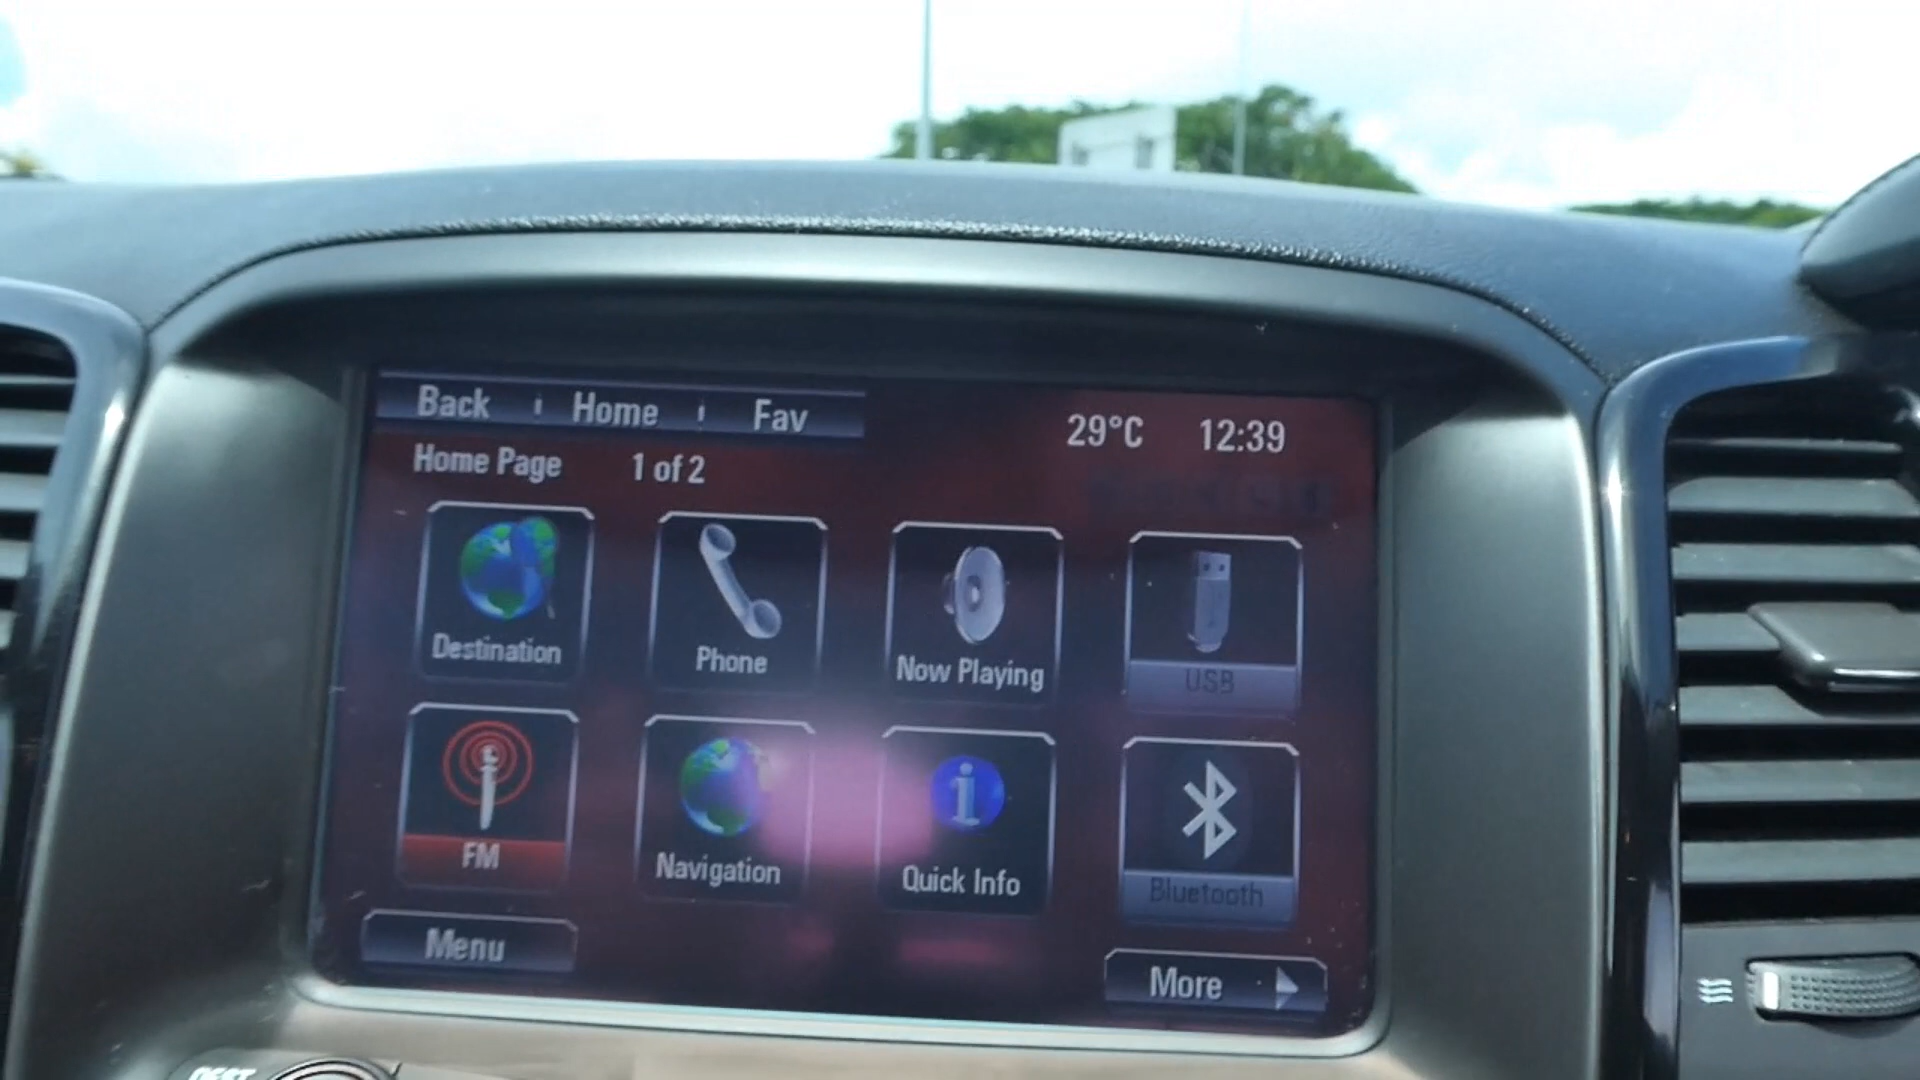 Back Home Fav
29°C 12:39
Home Page 1 of 2
Destination Phone Now Playing USB
FM Navigation Quick Info Bluetooth
Menu More
DEST